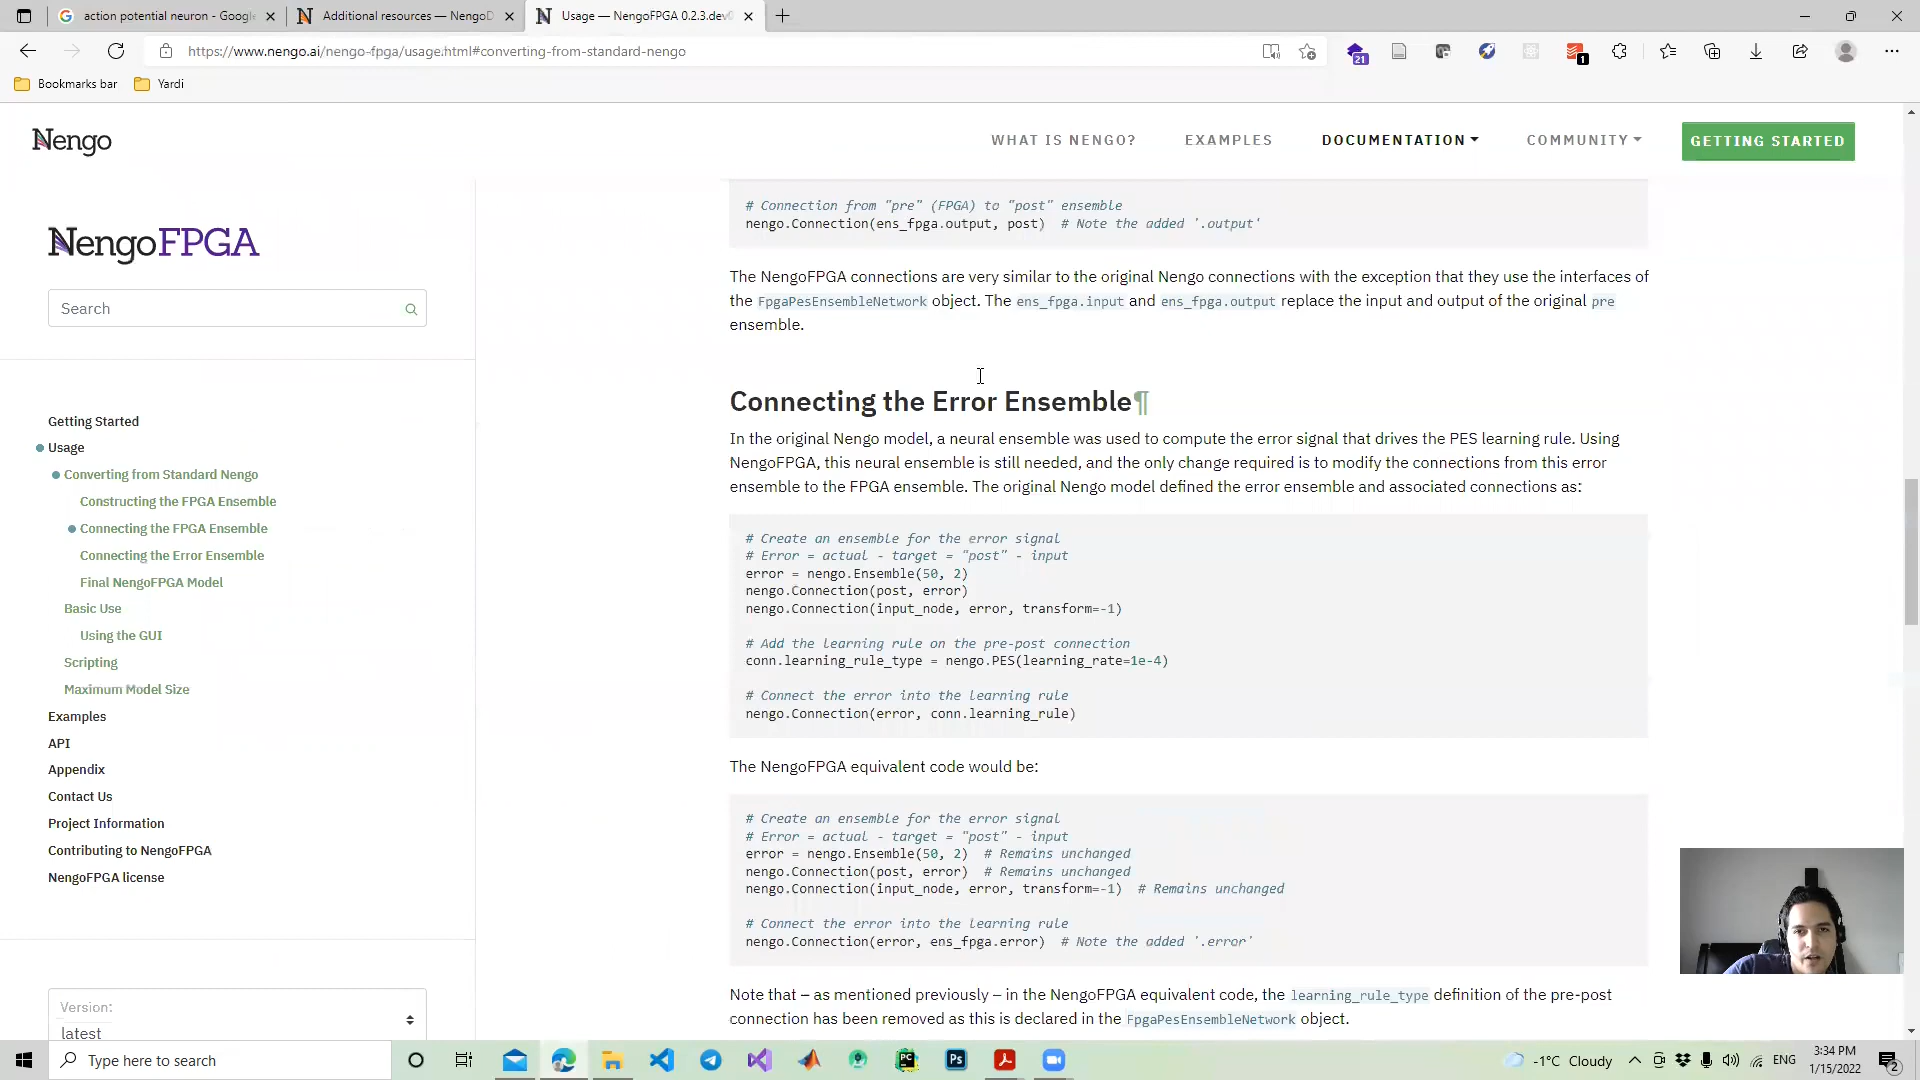 action potential neuron - Google
Additional resources — NengoD
Usage — NengoFPGA 0.2.3.dev0
https://www.nengo.ai/nengo-fpga/usage.html#converting-from-standard-nengo
21
1
Bookmarks bar
Yardi
Nengo
WHAT IS NENGO?
EXAMPLES
DOCUMENTATION
COMMUNITY
GETTING STARTED
NengoFPGA
Search
Getting Started
Usage
Converting from Standard Nengo
Constructing the FPGA Ensemble
Connecting the FPGA Ensemble
Connecting the Error Ensemble
Final NengoFPGA Model
Basic Use
Using the GUI
Scripting
Maximum Model Size
Examples
API
Appendix
Contact Us
Project Information
Contributing to NengoFPGA
NengoFPGA license
Version:
latest
# Connection from "pre" (FPGA) to "post" ensemble
nengo.Connection(ens_fpga.output, post)  # Note the added '.output'
The NengoFPGA connections are very similar to the original Nengo connections with the exception that they use the interfaces of
the FpgaPesEnsembleNetwork object. The ens_fpga.input and ens_fpga.output replace the input and output of the original pre
ensemble.
Connecting the Error Ensemble¶
In the original Nengo model, a neural ensemble was used to compute the error signal that drives the PES learning rule. Using
NengoFPGA, this neural ensemble is still needed, and the only change required is to modify the connections from this error
ensemble to the FPGA ensemble. The original Nengo model defined the error ensemble and associated connections as:
# Create an ensemble for the error signal
# Error = actual - target = "post" - input
error = nengo.Ensemble(50, 2)
nengo.Connection(post, error)
nengo.Connection(input_node, error, transform=-1)
# Add the learning rule on the pre-post connection
conn.learning_rule_type = nengo.PES(learning_rate=1e-4)
# Connect the error into the learning rule
nengo.Connection(error, conn.learning_rule)
The NengoFPGA equivalent code would be:
# Create an ensemble for the error signal
# Error = actual - target = "post" - input
error = nengo.Ensemble(50, 2)  # Remains unchanged
nengo.Connection(post, error)  # Remains unchanged
nengo.Connection(input_node, error, transform=-1)  # Remains unchanged
# Connect the error into the learning rule
nengo.Connection(error, ens_fpga.error)  # Note the added '.error'
Note that – as mentioned previously – in the NengoFPGA equivalent code, the learning_rule_type definition of the pre-post
connection has been removed as this is declared in the FpgaPesEnsembleNetwork object.
Type here to search
PC
Ps
-1°C Cloudy
ENG
3:34 PM
1/15/2022
2